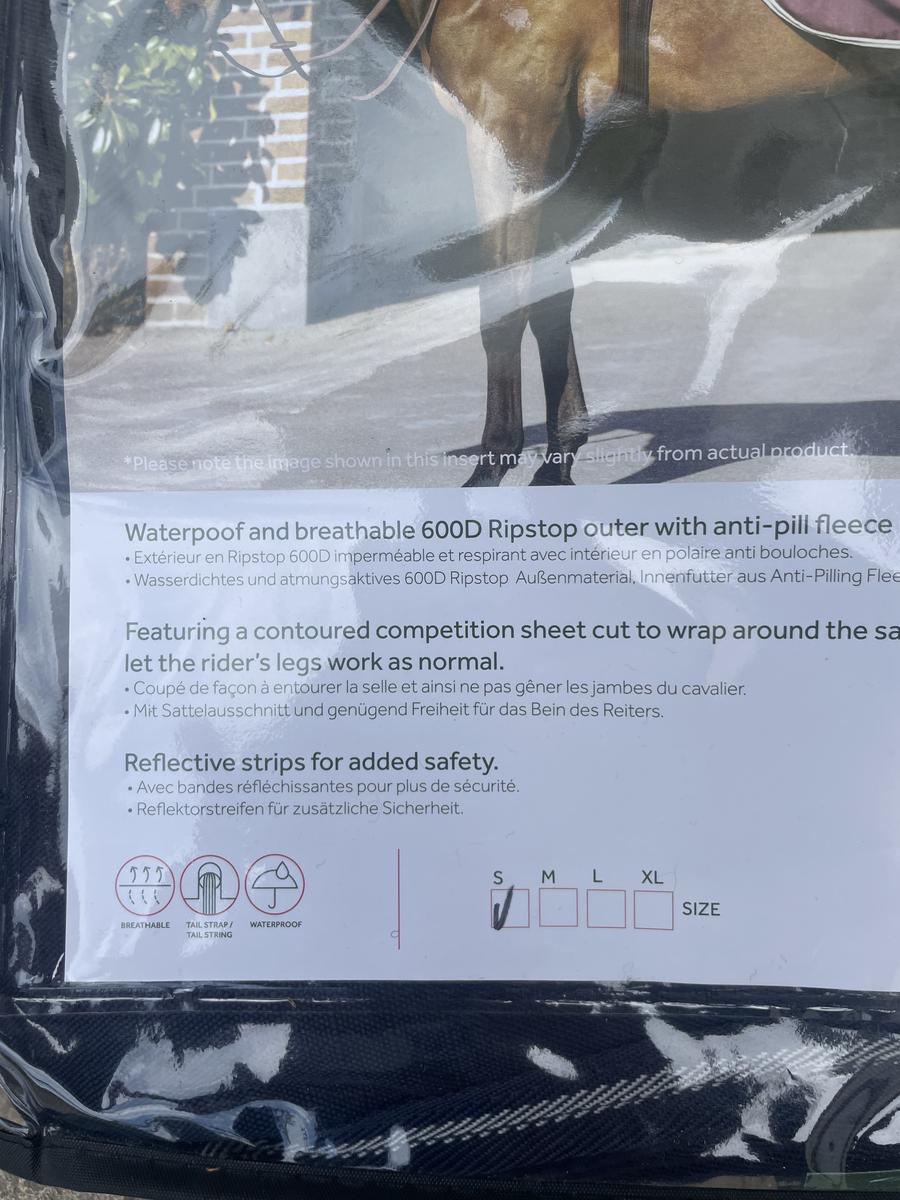 *Please note the image shown in this insert may vary slightly from actual product.
Waterpoof and breathable 600D Ripstop outer with anti-pill fleece
• Extérieur en Ripstop 600D imperméable et respirant avec intérieur en polaire anti bouloches.
• Wasserdichtes und atmungsaktives 600D Ripstop Außenmaterial, Innenfutter aus Anti-Pilling Flee
Featuring a contoured competition sheet cut to wrap around the sa
let the rider's legs work as normal.
• Coupé de façon à entourer la selle et ainsi ne pas gêner les jambes du cavalier.
• Mit Sattelausschnitt und genügend Freiheit für das Bein des Reiters.
Reflective strips for added safety.
• Avec bandes réfléchissantes pour plus de sécurité.
• Reflektorstreifen für zusätzliche Sicherheit.
BREATHABLE
TAIL STRAP /
TAIL STRING
WATERPROOF
S M L XL
SIZE